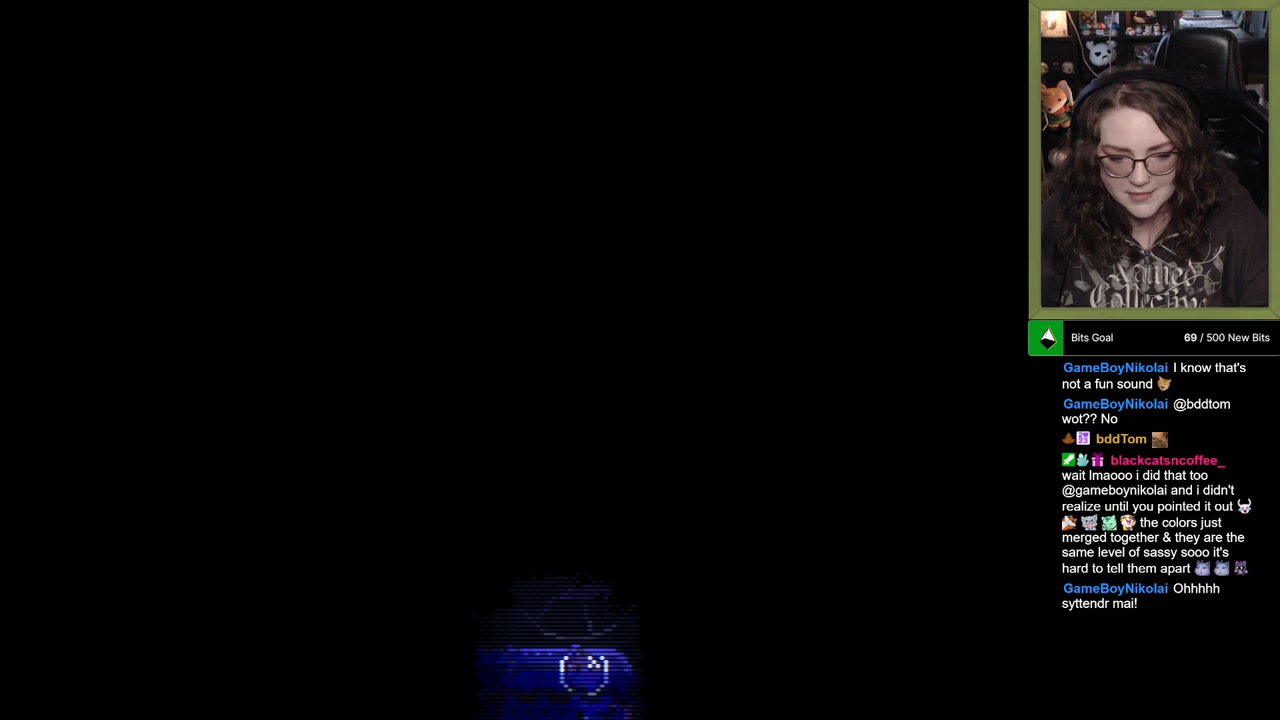 Named
Collective
Bits Goal 69 / 500 New Bits
GameBoyNikolai I know that's
not a fun sound
GameBoyNikolai @bddtom
wot?? No
bddTom
blackcatsncoffee_
wait lmaooo i did that too
@gameboynikolai and i didn't
realize until you pointed it out
the colors just
merged together & they are the
same level of sassy sooo it's
hard to tell them apart
GameBoyNikolai Ohhhhh
syttendr mai!